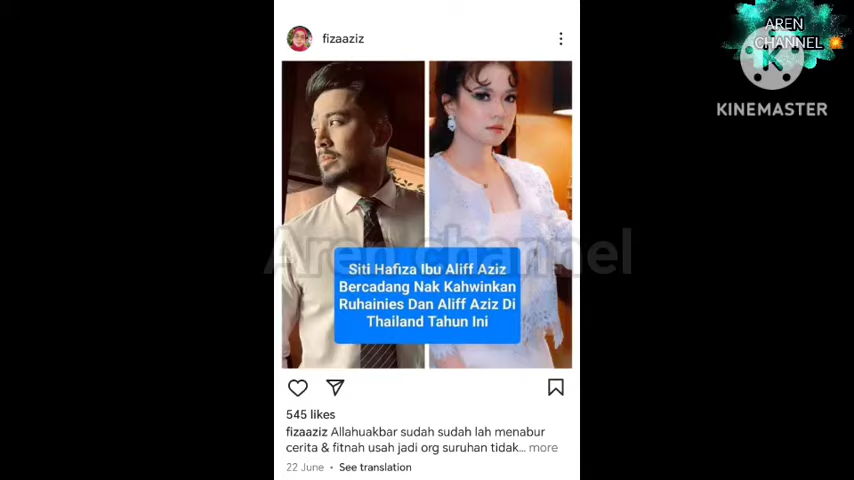 fizaaziz
AREN
CHANNEL
K
KINEMASTER
Aren channel
Siti Hafiza Ibu Aliff Aziz
Bercadang Nak Kahwinkan
Ruhainies Dan Aliff Aziz Di
Thailand Tahun Ini
545 likes
fizaaziz Allahuakbar sudah sudah lah menabur
cerita & fitnah usah jadi org suruhan tidak... more
22 June • See translation